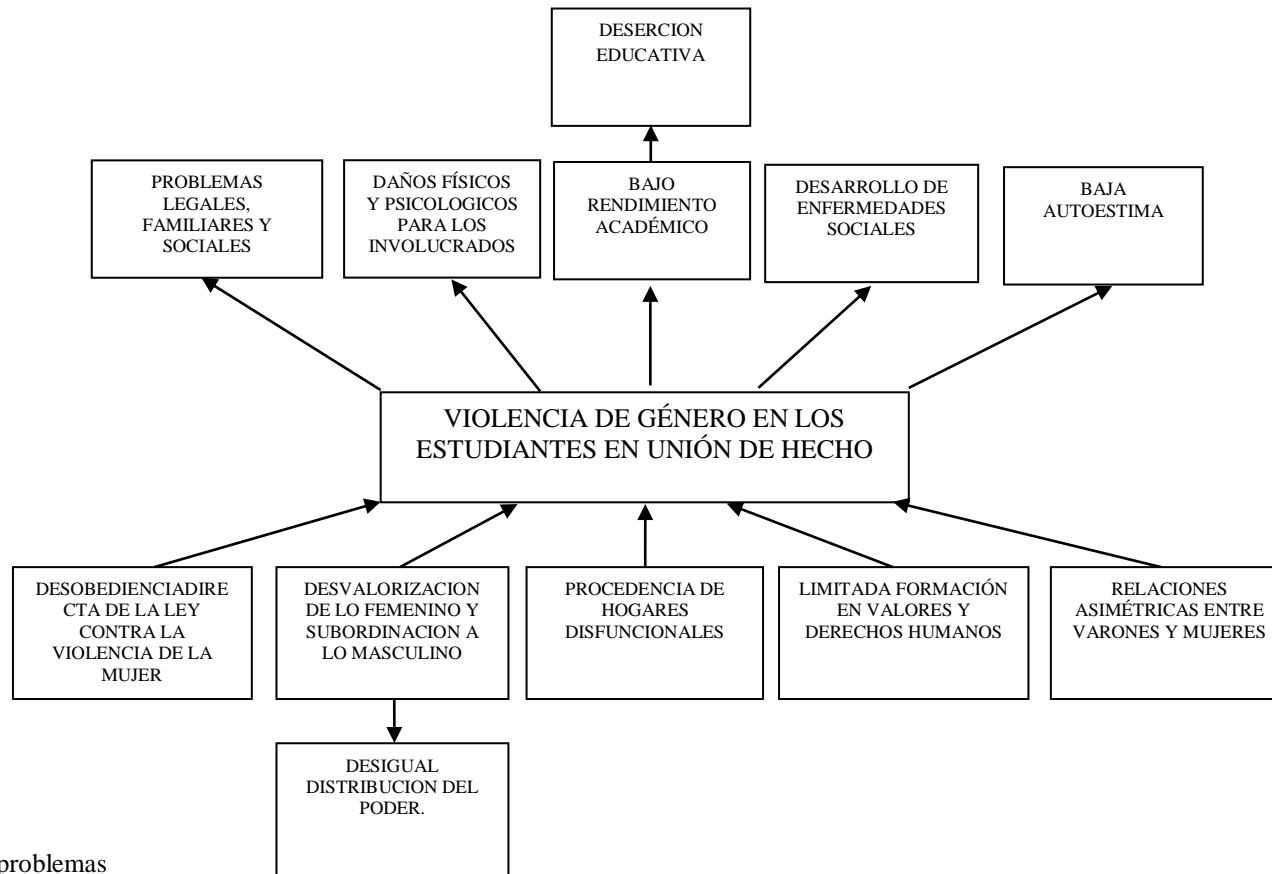 DESERCION
EDUCATIVA
PROBLEMAS
LEGALES,
FAMILIARES Y
SOCIALES
DAÑOS FÍSICOS
Y PSICOLOGICOS
PARA LOS
INVOLUCRADOS
BAJO
RENDIMIENTO
ACADÉMICO
DESARROLLO DE
ENFERMEDADES
SOCIALES
BAJA
AUTOESTIMA
VIOLENCIA DE GÉNERO EN LOS
ESTUDIANTES EN UNIÓN DE HECHO
DESOBEDIENCIADIRE
CTA DE LA LEY
CONTRA LA
VIOLENCIA DE LA
MUJER
DESVALORIZACION
DE LO FEMENINO Y
SUBORDINACION A
LO MASCULINO
PROCEDENCIA DE
HOGARES
DISFUNCIONALES
LIMITADA FORMACIÓN
EN VALORES Y
DERECHOS HUMANOS
RELACIONES
ASIMÉTRICAS ENTRE
VARONES Y MUJERES
DESIGUAL
DISTRIBUCION DEL
PODER.
problemas